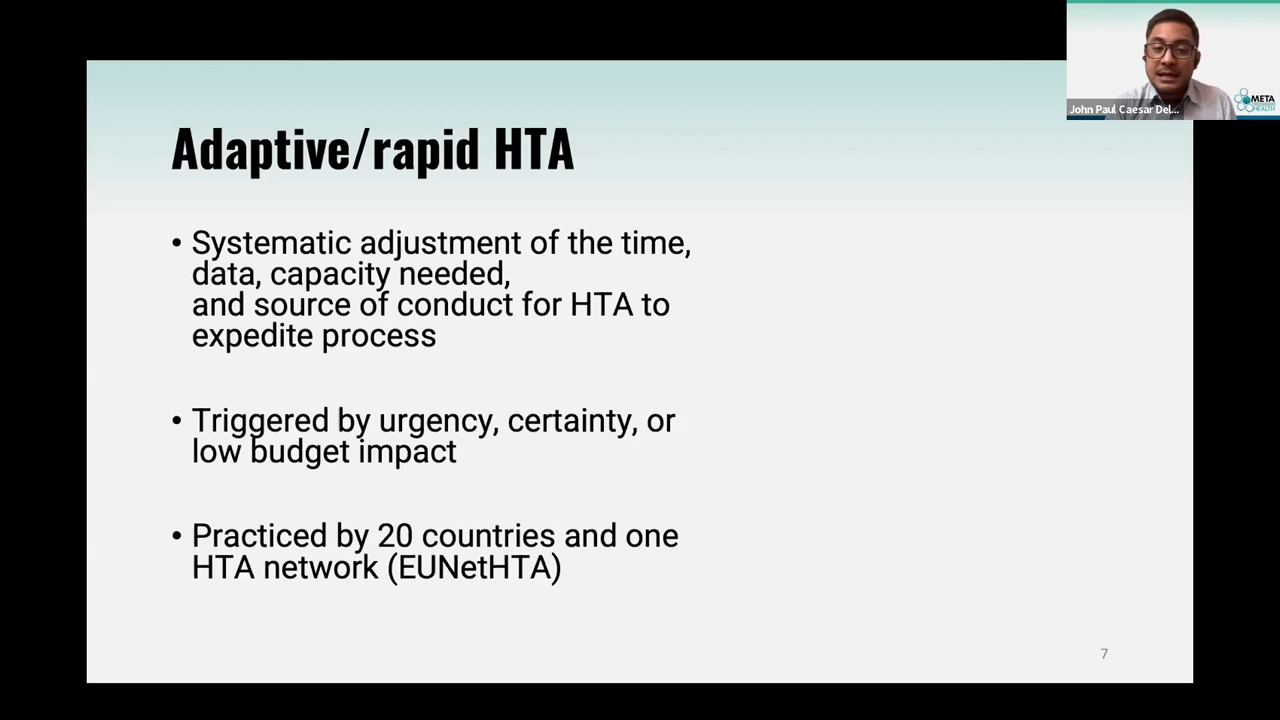 Adaptive/rapid HTA
• Systematic adjustment of the time,
data, capacity needed,
and source of conduct for HTA to
expedite process
• Triggered by urgency, certainty, or
low budget impact
• Practiced by 20 countries and one
HTA network (EUNetHTA)
7
John Paul Caesar Del...
META